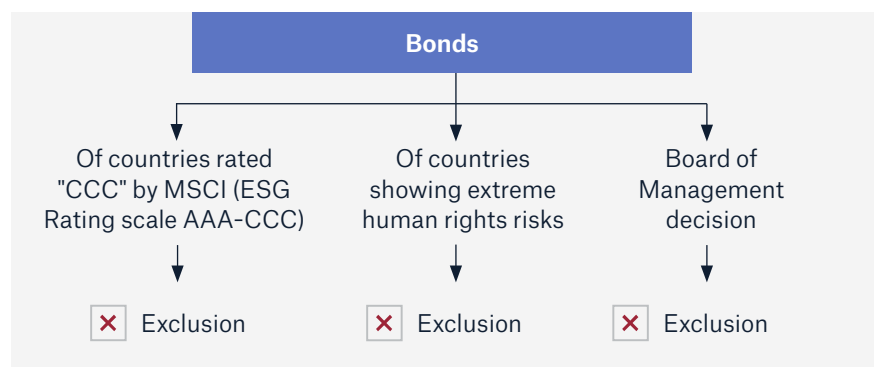 Bonds
Of countries rated
"CCC" by MSCI (ESG
Rating scale AAA-CCC)
Of countries
showing extreme
human rights risks
Board of
Management
decision
Exclusion
Exclusion
Exclusion